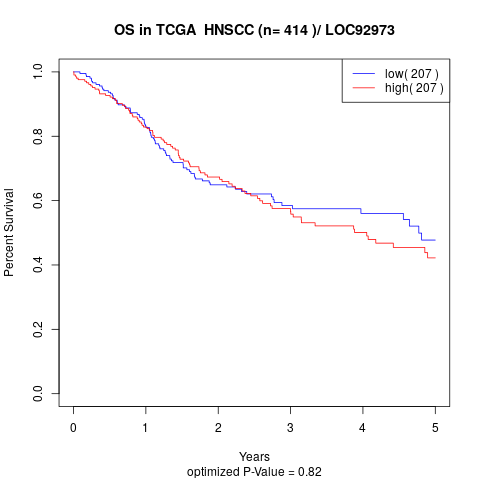 OS in TCGA  HNSCC (n= 414 )/ LOC92973
low( 207 )
high( 207 )
Percent Survival
1.0
0.8
0.6
0.4
0.2
0.0
0 1 2 3 4 5
Years
optimized P-Value = 0.82